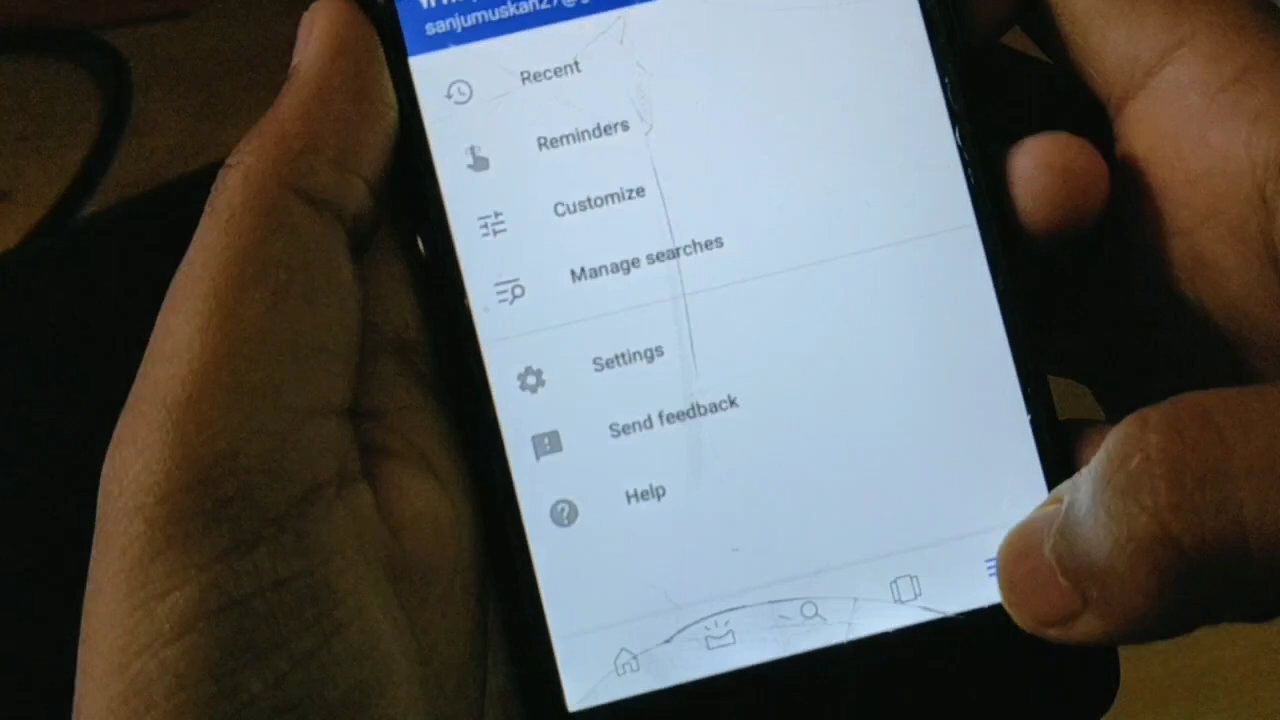 Recent
Reminders
Customize
Manage searches
Settings
Send feedback
Help